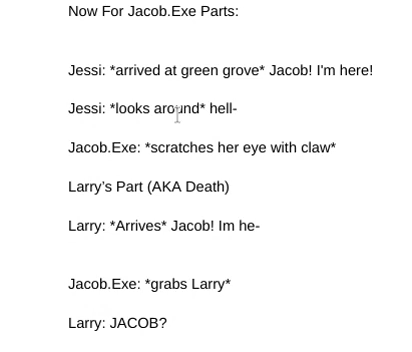 Now For Jacob.Exe Parts:
Jessi: *arrived at green grove* Jacob! I'm here!
Jessi: *looks around* hell-
Jacob.Exe: *scratches her eye with claw*
Larry’s Part (AKA Death)
Larry: *Arrives* Jacob! Im he-
Jacob.Exe: *grabs Larry*
Larry: JACOB?